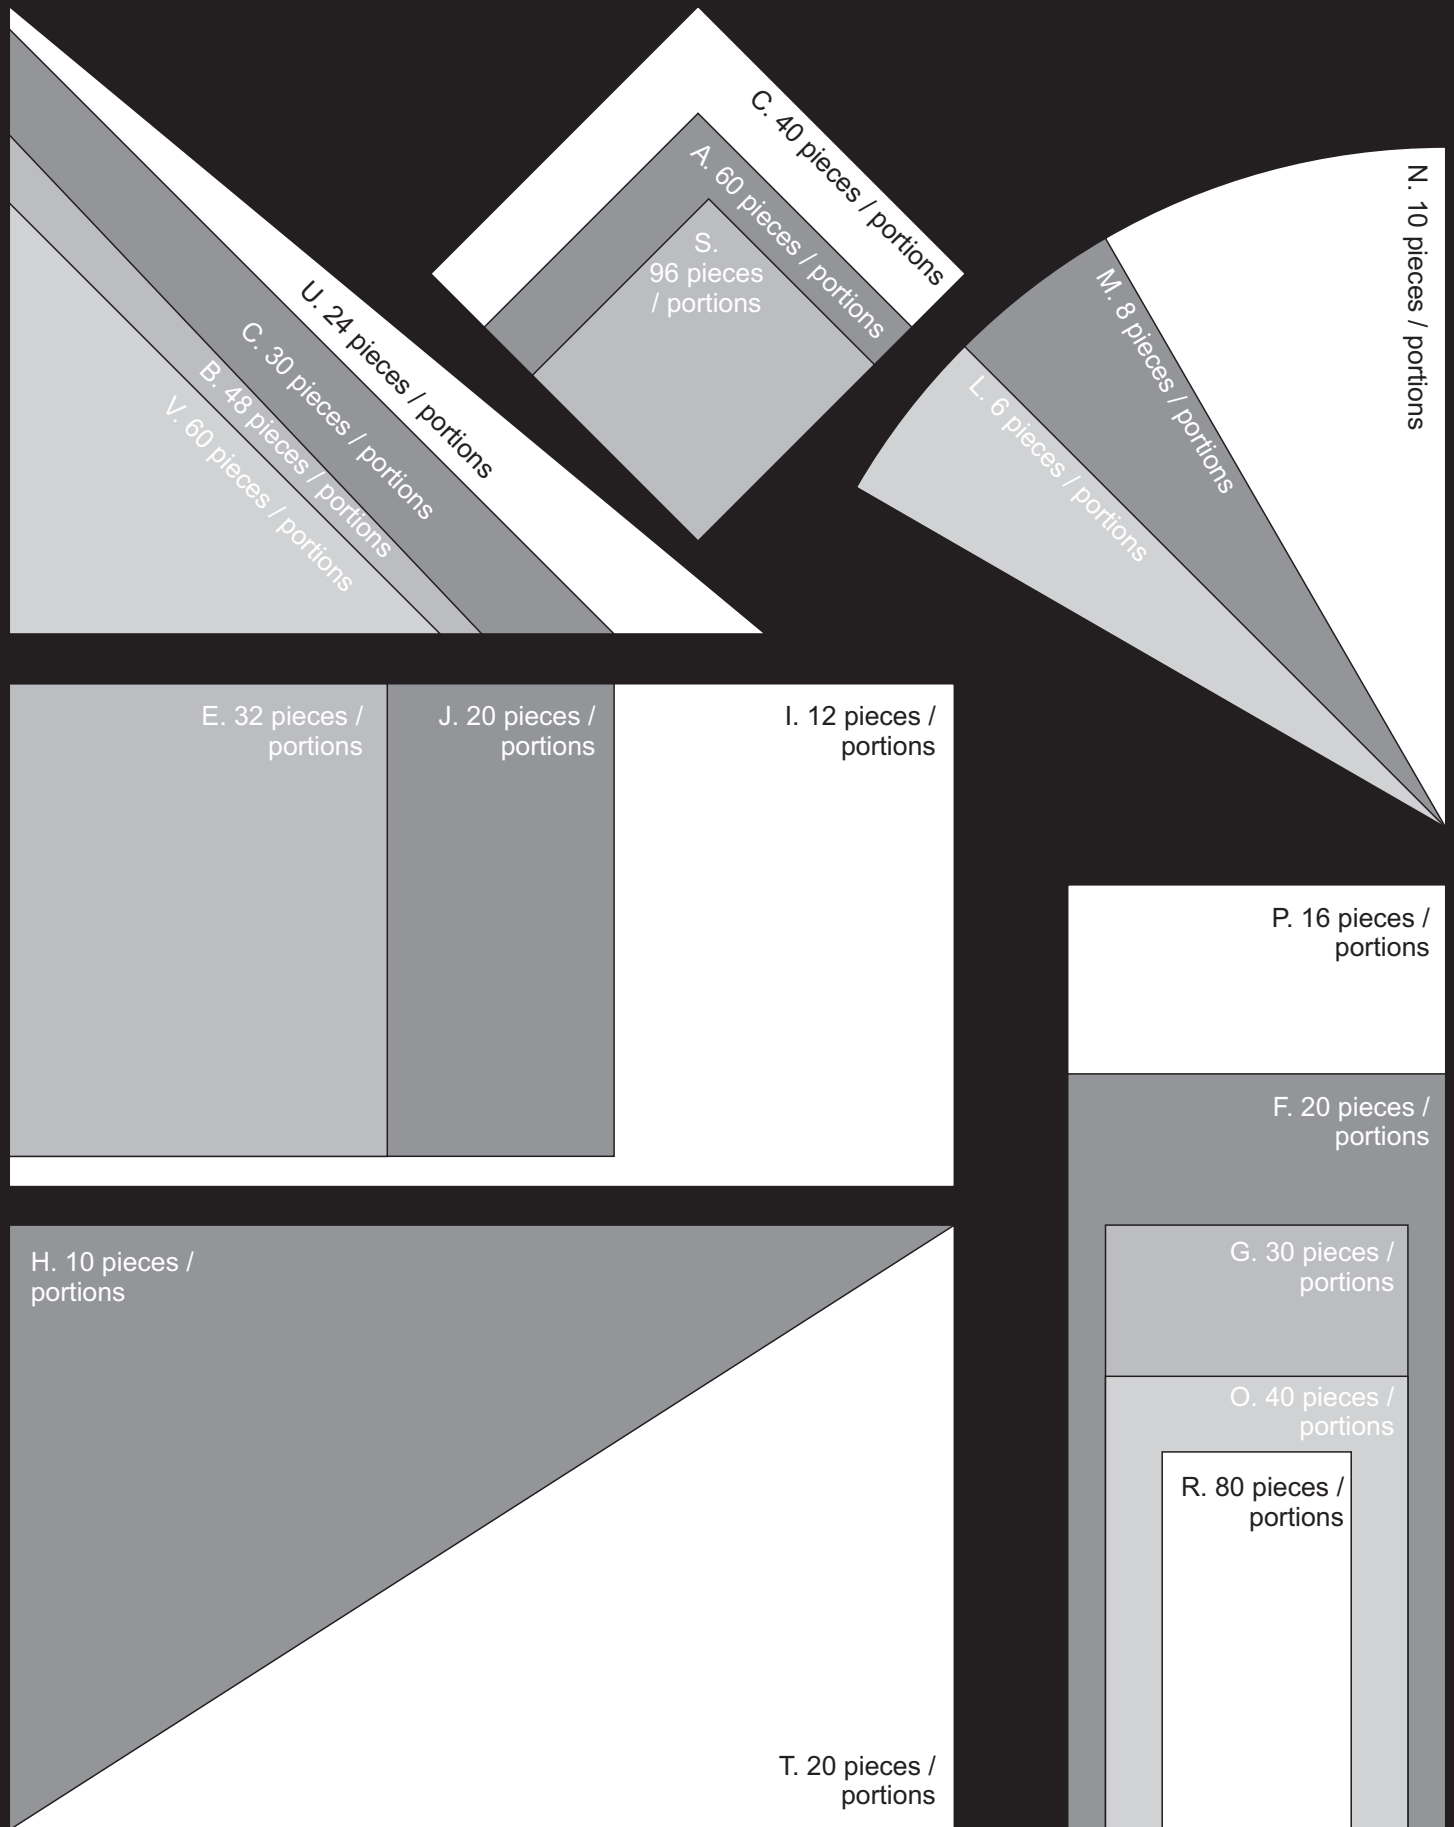 U. 24 pieces / portions
C. 30 pieces / portions
B. 48 pieces / portions
V. 60 pieces / portions
C. 40 pieces / portions
A. 60 pieces / portions
S.
96 pieces
/ portions
N. 10 pieces / portions
M. 8 pieces / portions
L. 6 pieces / portions
E. 32 pieces /
portions
J. 20 pieces /
portions
I. 12 pieces /
portions
P. 16 pieces /
portions
F. 20 pieces /
portions
G. 30 pieces /
portions
O. 40 pieces /
portions
R. 80 pieces /
portions
H. 10 pieces /
portions
T. 20 pieces /
portions